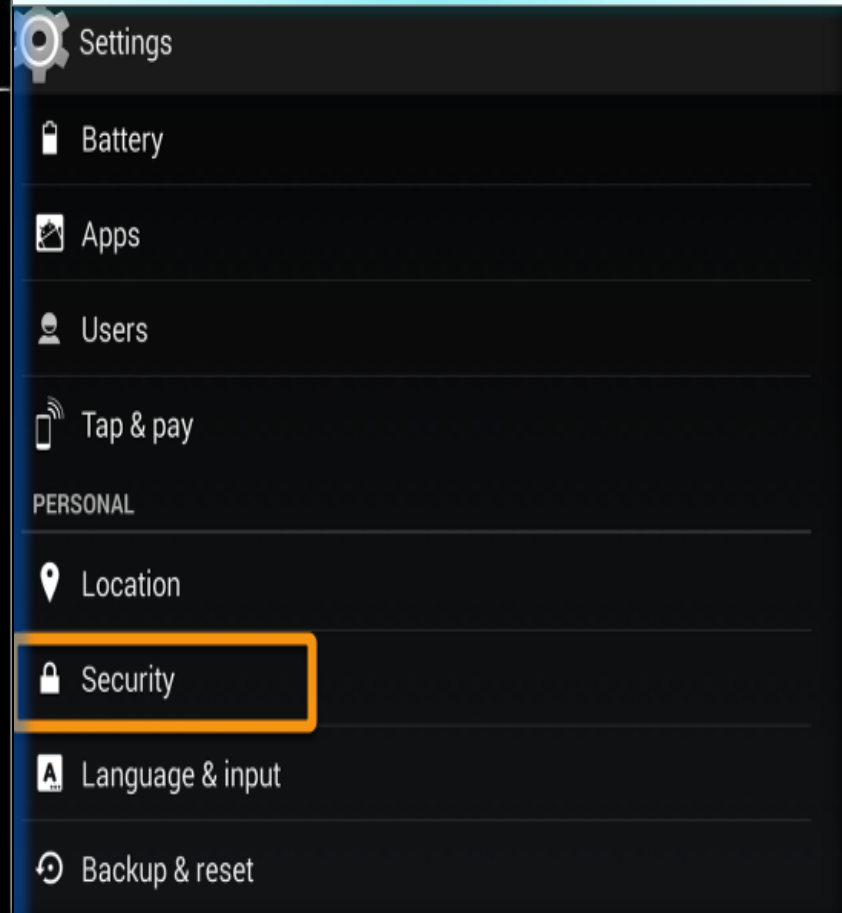 Settings
Battery
Apps
Users
Tap & pay
PERSONAL
Location
Security
Language & input
Backup & reset